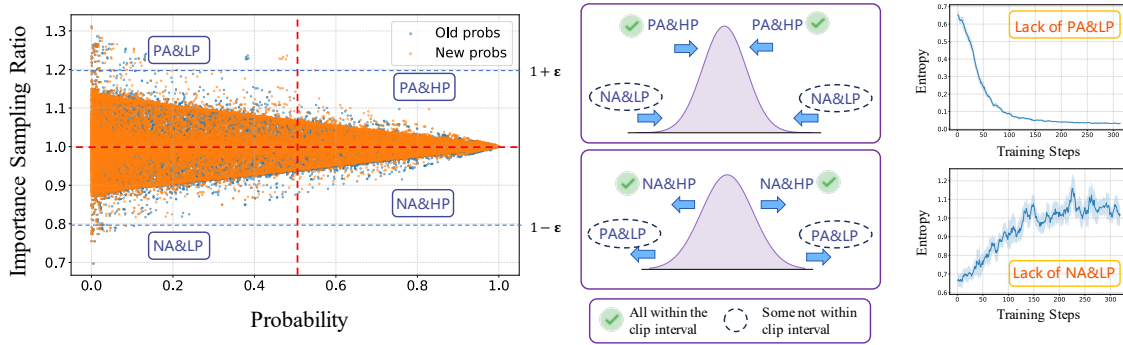 Importance Sampling Ratio
1.3
1.2
1.1
1.0
0.9
0.8
0.7
Old probs
New probs
PA&LP
PA&HP
NA&HP
NA&LP
1+ε
1−ε
0.0
0.2
0.4
0.6
0.8
1.0
Probability
PA&HP
PA&HP
NA&LP
NA&LP
NA&HP
NA&HP
PA&LP
PA&LP
All within the
clip interval
Some not within
clip interval
Entropy
0.7
0.6
0.5
0.4
0.3
0.2
0.1
0.0
Lack of PA&LP
0
50
100
150
200
250
300
Training Steps
Entropy
1.2
1.1
1.0
0.9
0.8
0.7
0.6
Lack of NA&LP
0
50
100
150
200
250
300
Training Steps